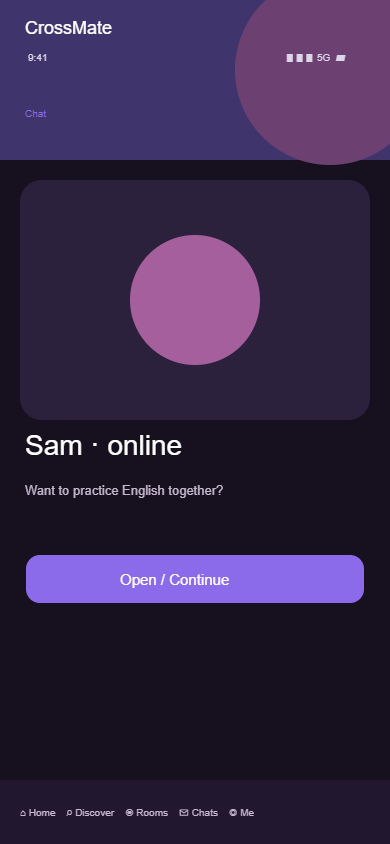 CrossMate
9:41 5G
Chat
Sam · online
Want to practice English together?
Open / Continue
⌂ Home ⌕ Discover ◉ Rooms ✉ Chats ◎ Me